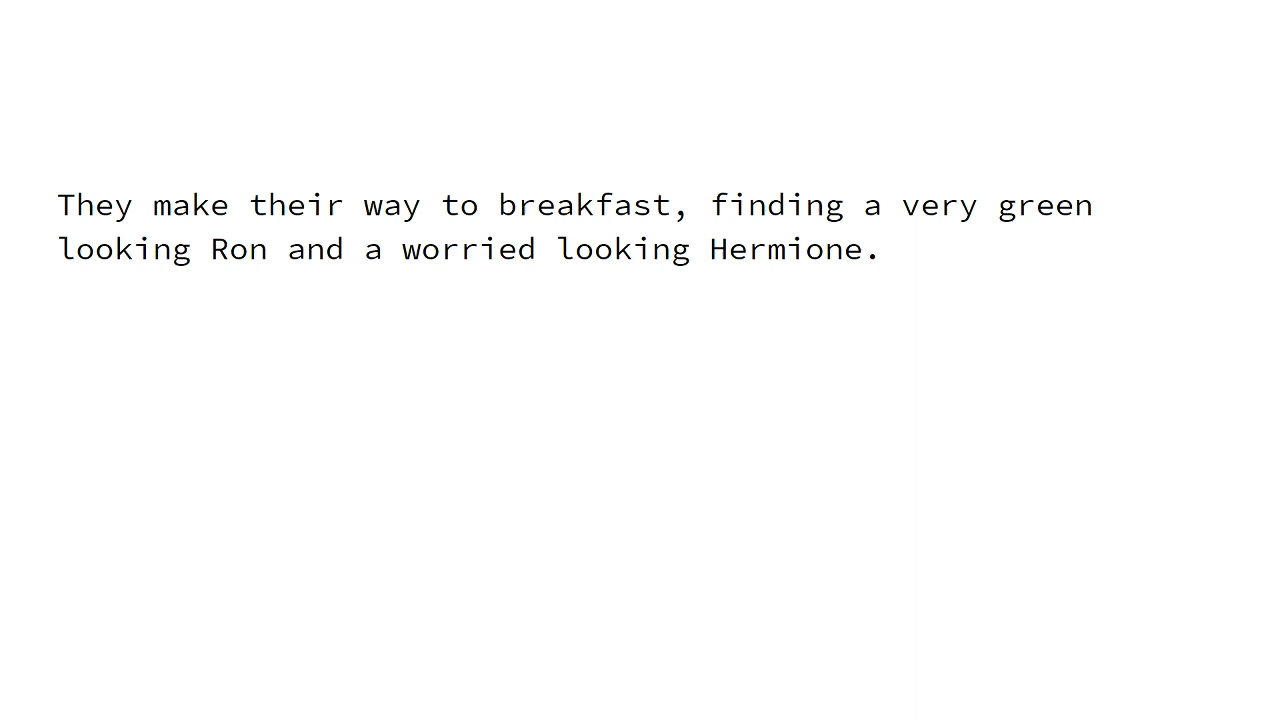 They make their way to breakfast, finding a very green
looking Ron and a worried looking Hermione.